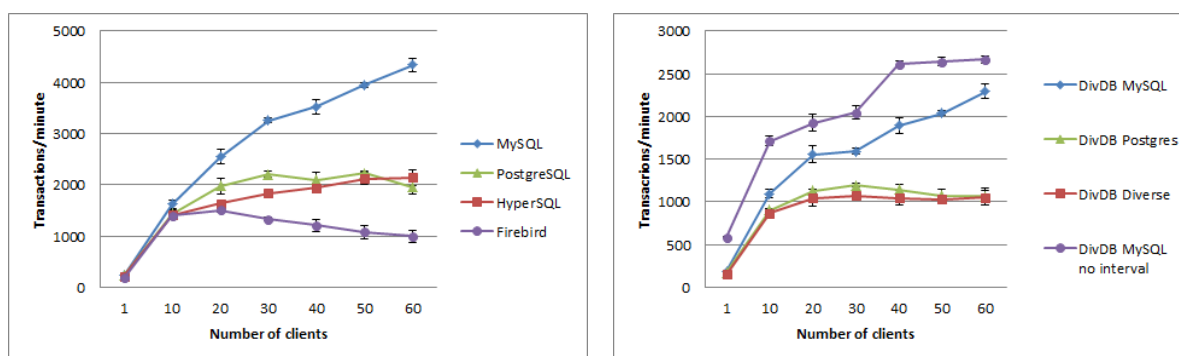 5000
4000
3000
2000
1000
0
Transactions/minute
1 10 20 30 40 50 60
Number of clients
MySQL
PostgreSQL
HyperSQL
Firebird
3000
2500
2000
1500
1000
500
0
Transacrions/minute
1 10 20 30 40 50 60
Number of clients
DivDB MySQL
DivDB Postgres
DivDB Diverse
DivDB MySQL
no interval